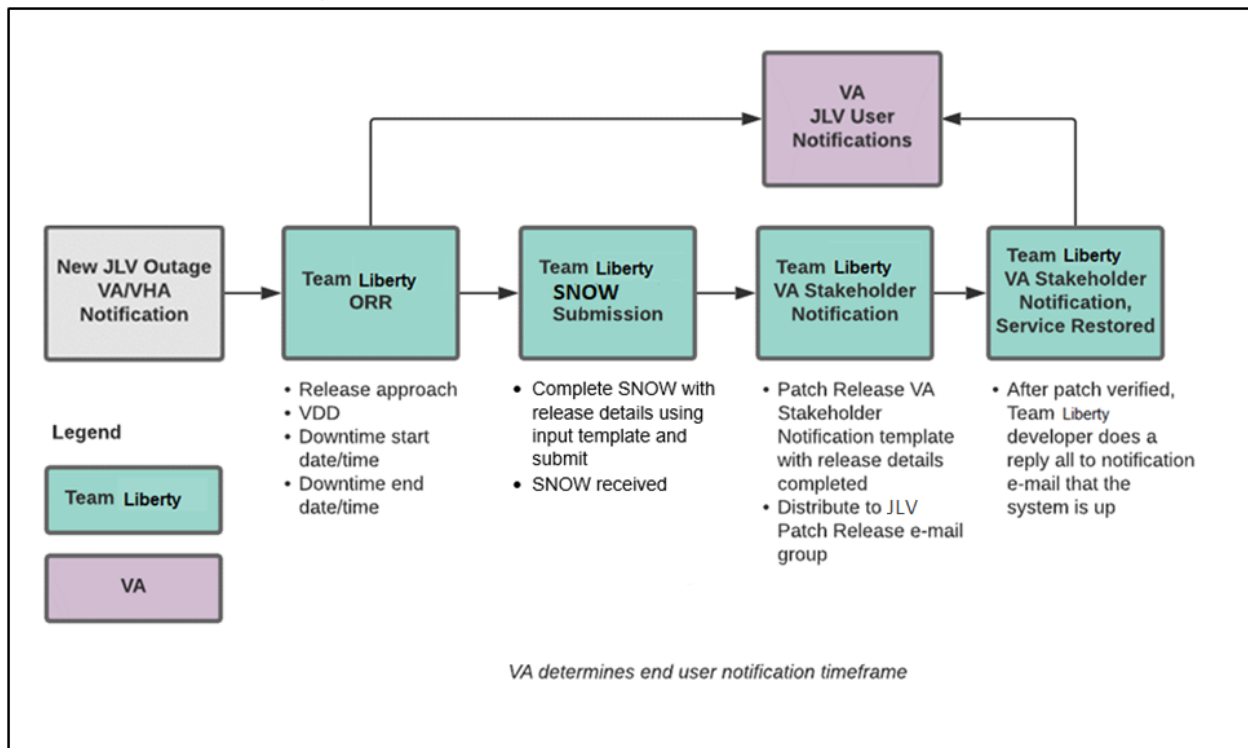 VA
JLV User
Notifications
New JLV Outage
VA/VHA
Notification
Team Liberty
ORR
Team Liberty
SNOW
Submission
Team Liberty
VA Stakeholder
Notification
Team Liberty
VA Stakeholder
Notification,
Service Restored
• Release approach
• VDD
• Downtime start
date/time
• Downtime end
date/time
• Complete SNOW with
release details using
input template and
submit
• SNOW received
• Patch Release VA
Stakeholder
Notification template
with release details
completed
• Distribute to JLV
Patch Release e-mail
group
• After patch verified,
Team Liberty
developer does a
reply all to notification
e-mail that the
system is up
Legend
Team Liberty
VA
VA determines end user notification timeframe